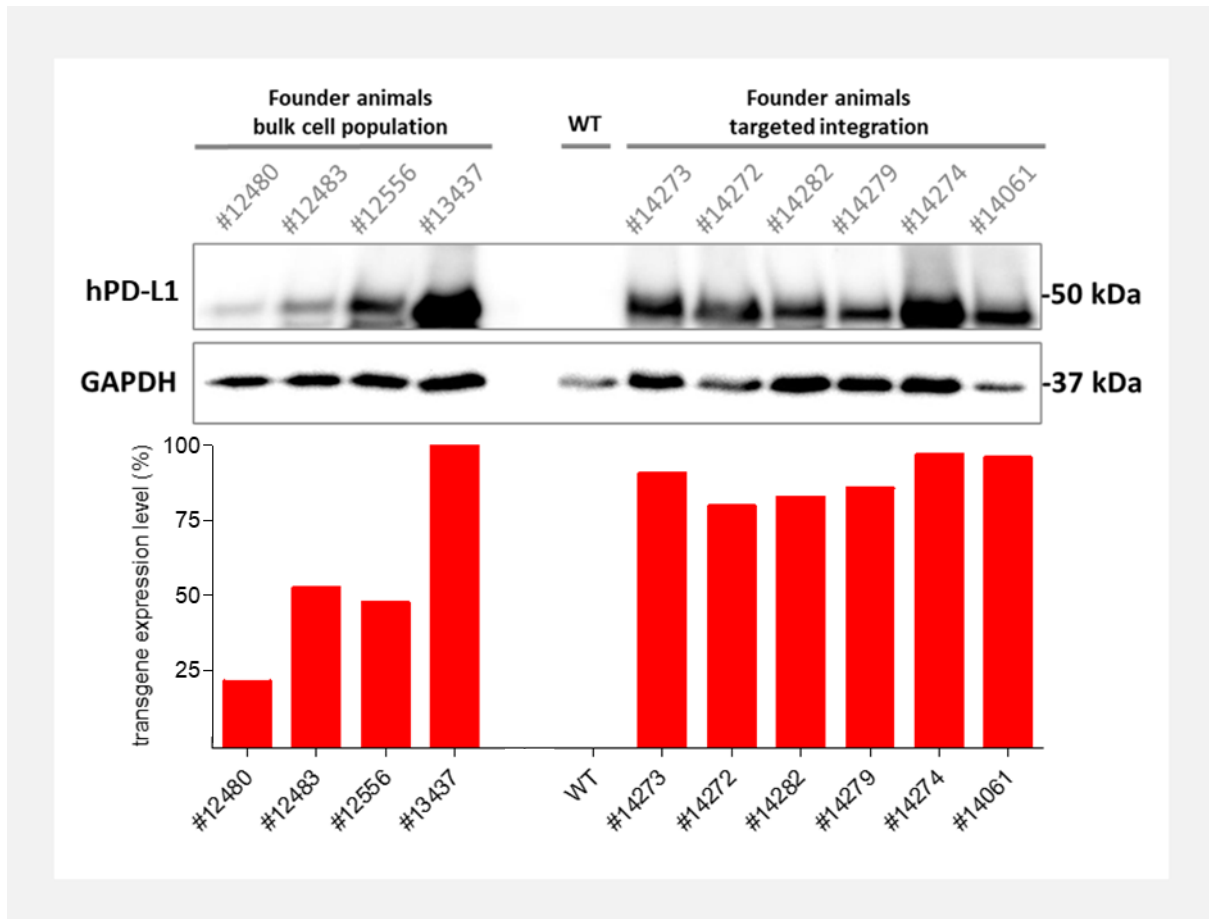 Founder animals
bulk cell population
WT
Founder animals
targeted integration
#12480
#12483
#12556
#13437
#14273
#14272
#14282
#14279
#14274
#14061
hPD-L1
-50 kDa
GAPDH
-37 kDa
transgene expression level (%)
100
75
50
25
#12480
#12483
#12556
#13437
WT
#14273
#14272
#14282
#14279
#14274
#14061